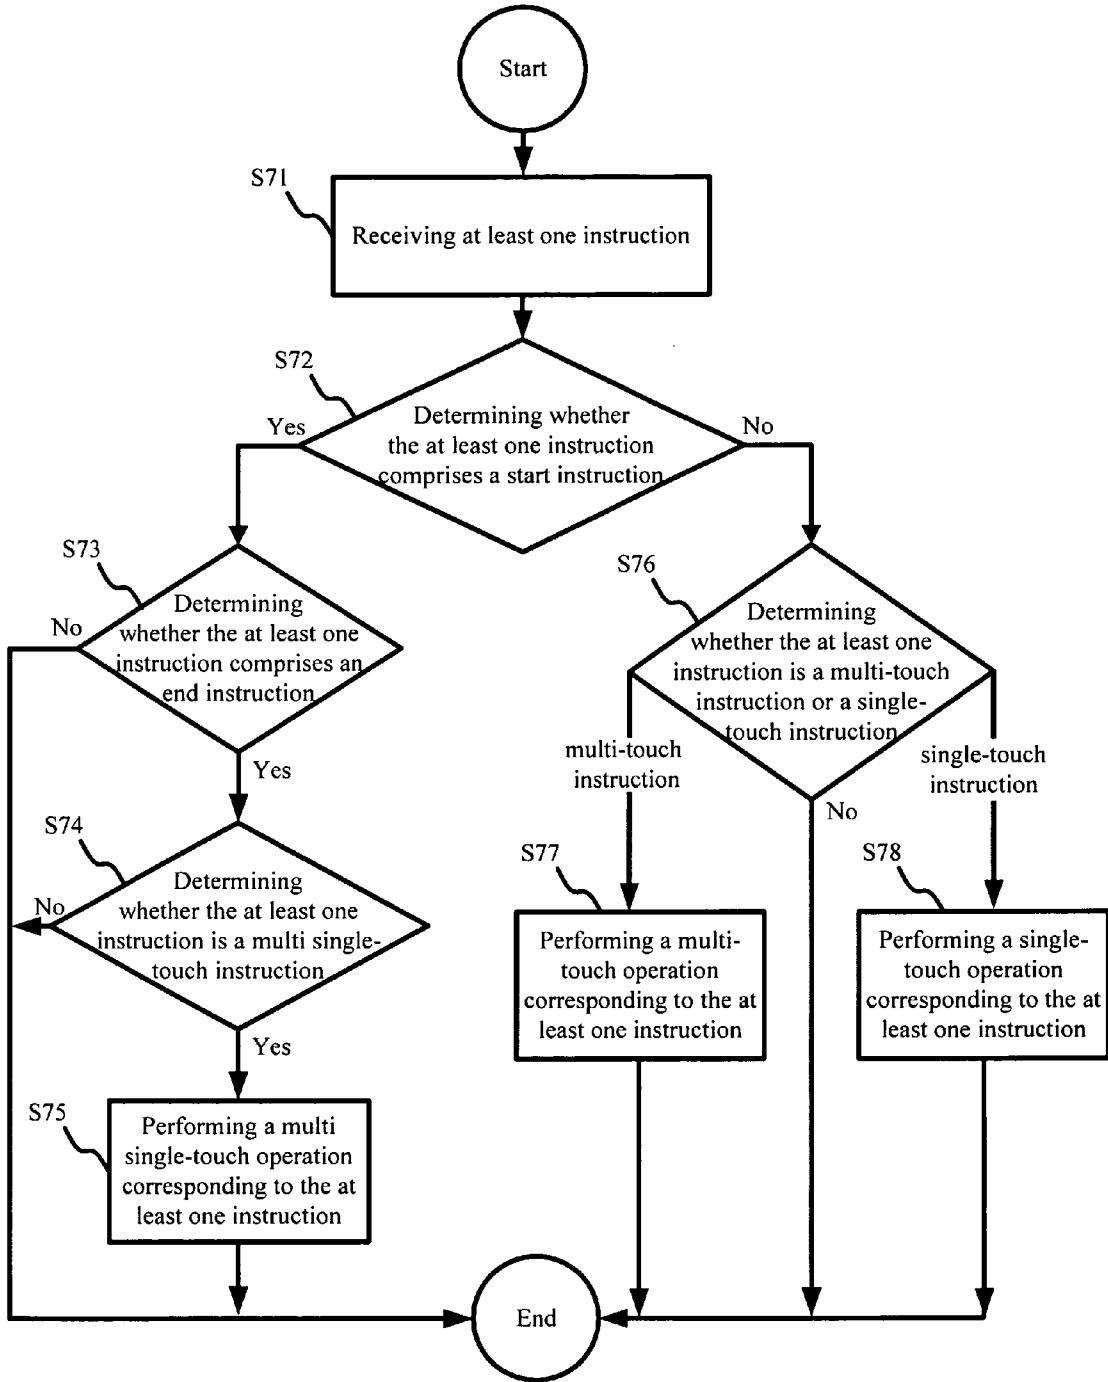 Start
S71
Receiving at least one instruction
S72
Determining whether
the at least one instruction
comprises a start instruction
Yes
No
S73
Determining
whether the at least one
instruction comprises an
end instruction
No
Yes
S76
Determining
whether the at least one
instruction is a multi-touch
instruction or a single-
touch instruction
multi-touch
instruction
single-touch
instruction
No
S74
Determining
whether the at least one
instruction is a multi single-
touch instruction
No
Yes
S77
Performing a multi-
touch operation
corresponding to the at
least one instruction
S78
Performing a single-
touch operation
corresponding to the at
least one instruction
S75
Performing a multi
single-touch operation
corresponding to the at
least one instruction
End